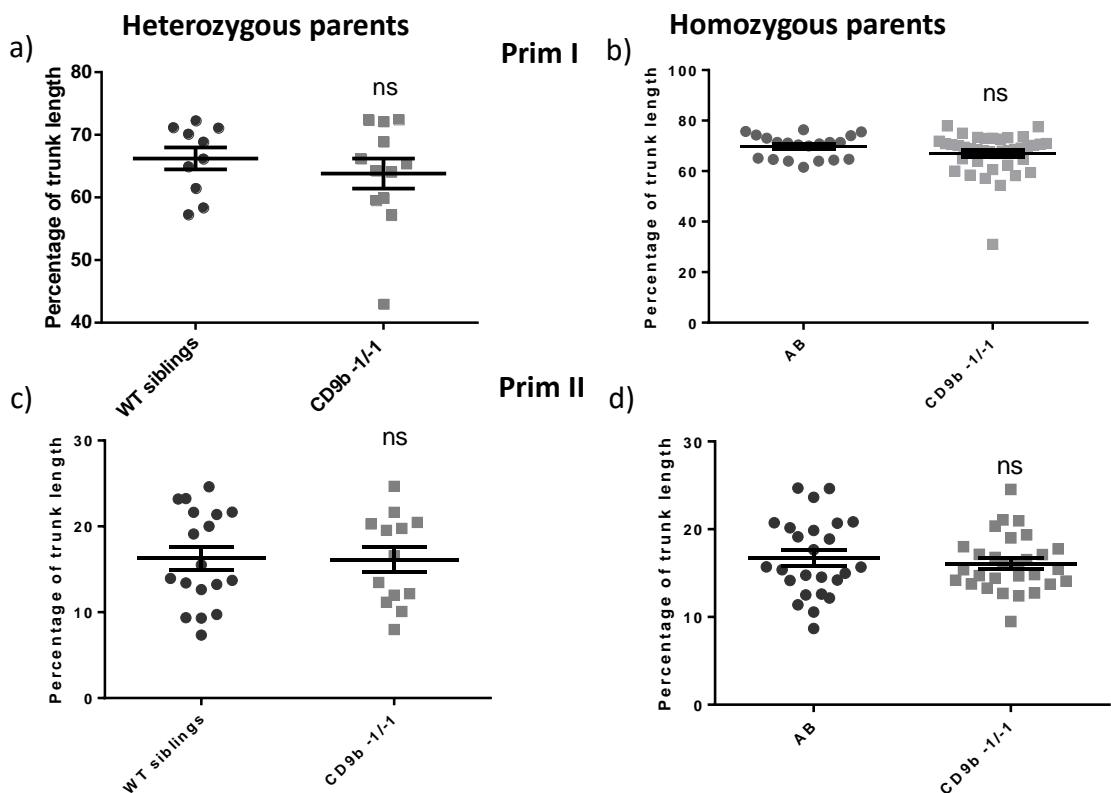 Heterozygous parents
Homozygous parents
Prim I
a)
Percentage of trunk length
80
70
60
50
40
ns
WT siblings
CD9b -1/-1
b)
Percentage of trunk length
100
80
60
40
20
0
ns
AB
CD9b -1/-1
Prim II
c)
Percentage of trunk length
30
20
10
0
ns
WT siblings
CD9b -1/-1
d)
Percentage of trunk length
30
20
10
0
ns
AB
CD9b -1/-1